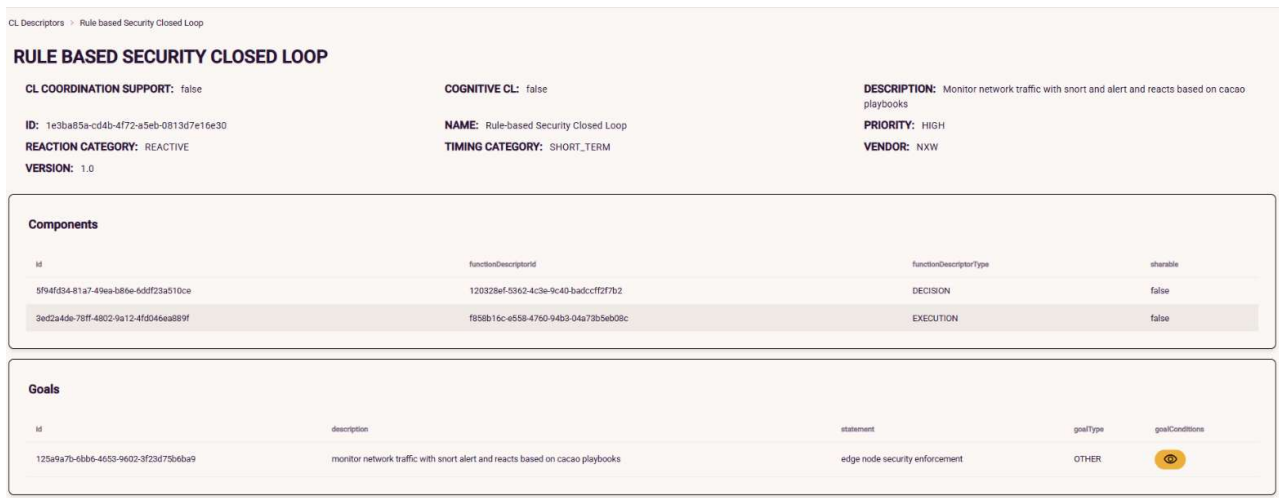 CL Descriptors > Rule based Security Closed Loop
RULE BASED SECURITY CLOSED LOOP
CL COORDINATION SUPPORT: false
COGNITIVE CL: false
DESCRIPTION: Monitor network traffic with snort and alert and reacts based on cacao
playbooks
ID: 1e3ba85a-cd4b-4f72-a5eb-0813d7e16e30
NAME: Rule-based Security Closed Loop
PRIORITY: HIGH
REACTION CATEGORY: REACTIVE
TIMING CATEGORY: SHORT_TERM
VENDOR: NXW
VERSION: 1.0
Components
id functionDescriptorId functionDescriptorType sharable
5f94fd34-81a7-49ea-b86e-6ddf23a510ce 120328ef-5362-4c3e-9c40-badccff2f7b2 DECISION false
3ed2a4de-78ff-4802-9a12-4fd046ea889f f858b16c-e558-4760-94b3-04a73b5eb08c EXECUTION false
Goals
id description statement goalType goalConditions
125a9a7b-6bb6-4653-9602-3f23d75b6ba9 monitor network traffic with snort alert and reacts based on cacao playbooks edge node security enforcement OTHER